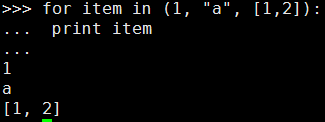 >>> for item in (1, "a", [1,2]):
...  print item
...
1
a
[1, 2]